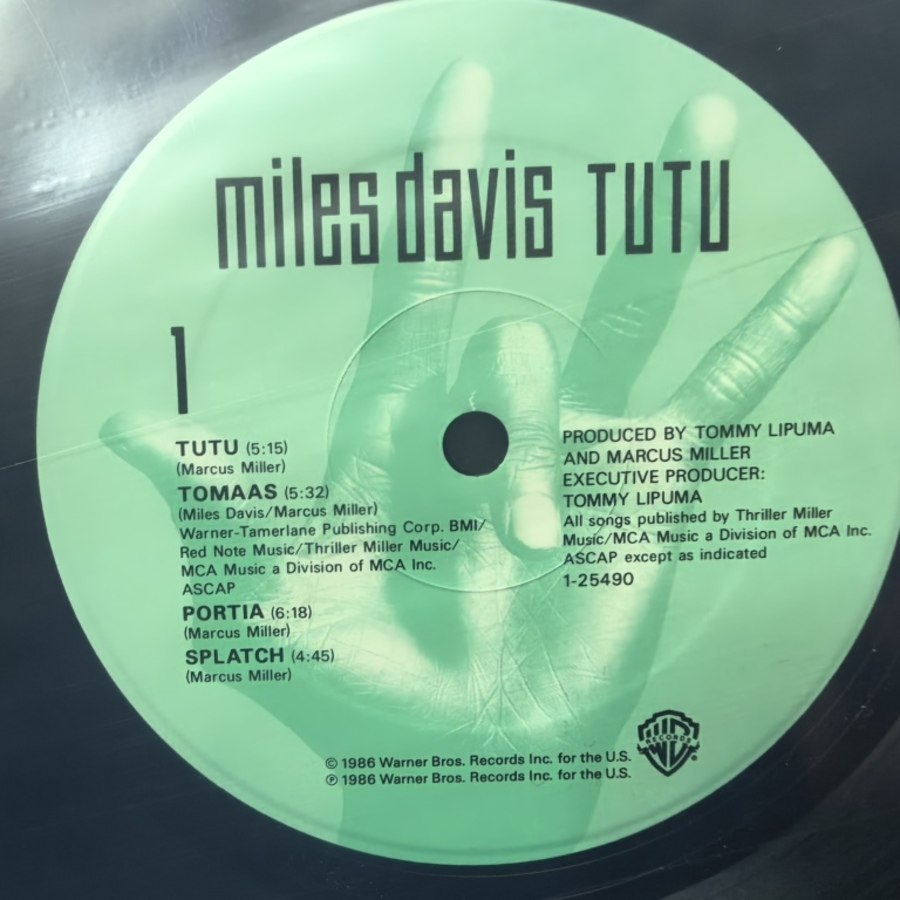 miles davis TUTU
1
TUTU (5:15)
(Marcus Miller)
TOMAAS (5:32)
(Miles Davis/Marcus Miller)
Warner-Tamerlane Publishing Corp. BMI/
Red Note Music/Thriller Miller Music/
MCA Music a Division of MCA Inc.
ASCAP
PORTIA (6:18)
(Marcus Miller)
SPLATCH (4:45)
(Marcus Miller)
PRODUCED BY TOMMY LIPUMA
AND MARCUS MILLER
EXECUTIVE PRODUCER:
TOMMY LIPUMA
All songs published by Thriller Miller
Music/MCA Music a Division of MCA Inc.
ASCAP except as indicated
1-25490
© 1986 Warner Bros. Records Inc. for the U.S.
℗ 1986 Warner Bros. Records Inc. for the U.S.
WB
RECORDS
®